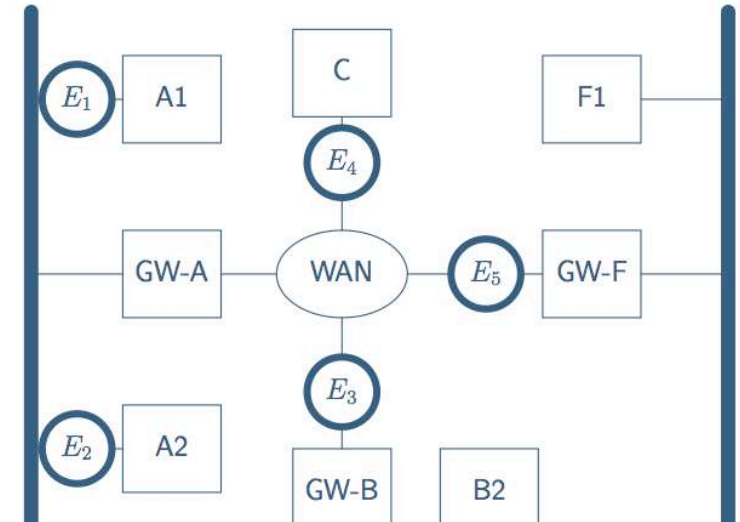 C
E₁ A1 F1
E₄
GW-A WAN E₅ GW-F
E₃
E₂ A2
GW-B B2